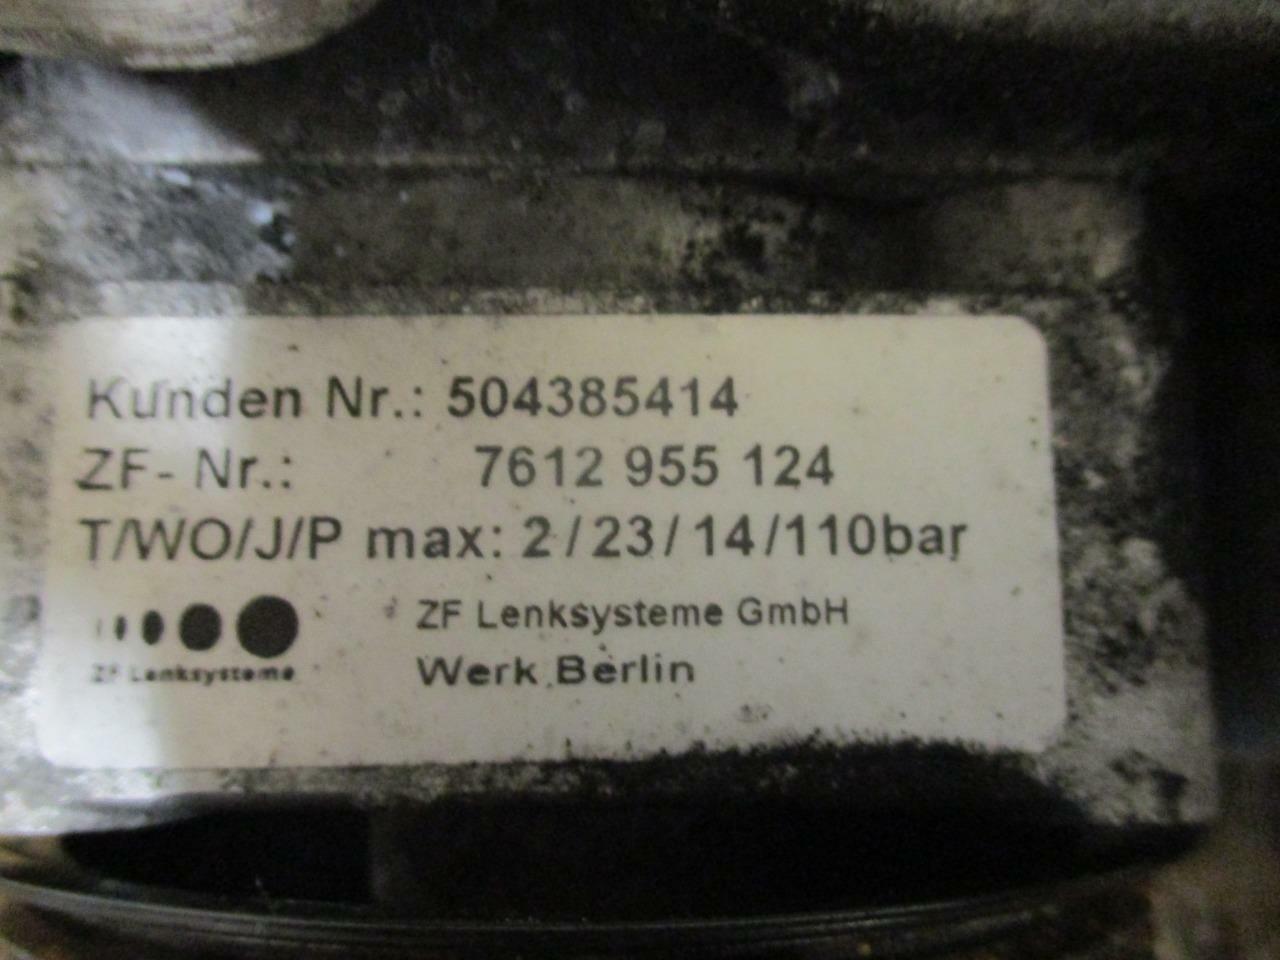 Kunden Nr.: 504385414
ZF- Nr.: 7612 955 124
T/WO/J/P max: 2/23/14/110bar
ZF Lenksysteme GmbH
Werk Berlin
ZF Lenksysteme